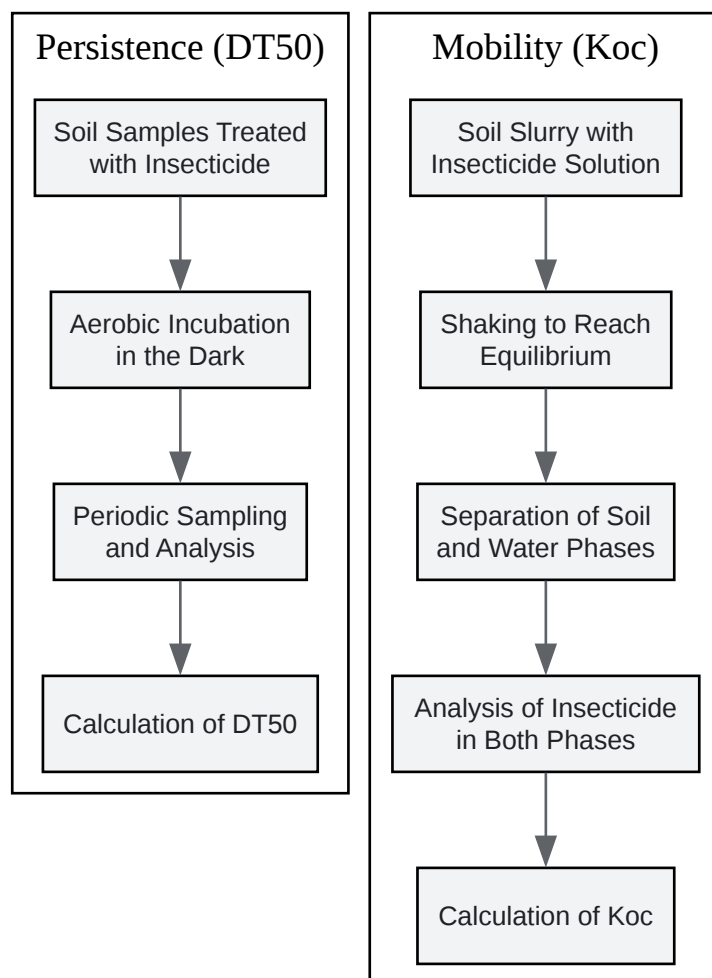 Persistence (DT50)
Soil Samples Treated
with Insecticide
Aerobic Incubation
in the Dark
Periodic Sampling
and Analysis
Calculation of DT50
Mobility (Koc)
Soil Slurry with
Insecticide Solution
Shaking to Reach
Equilibrium
Separation of Soil
and Water Phases
Analysis of Insecticide
in Both Phases
Calculation of Koc